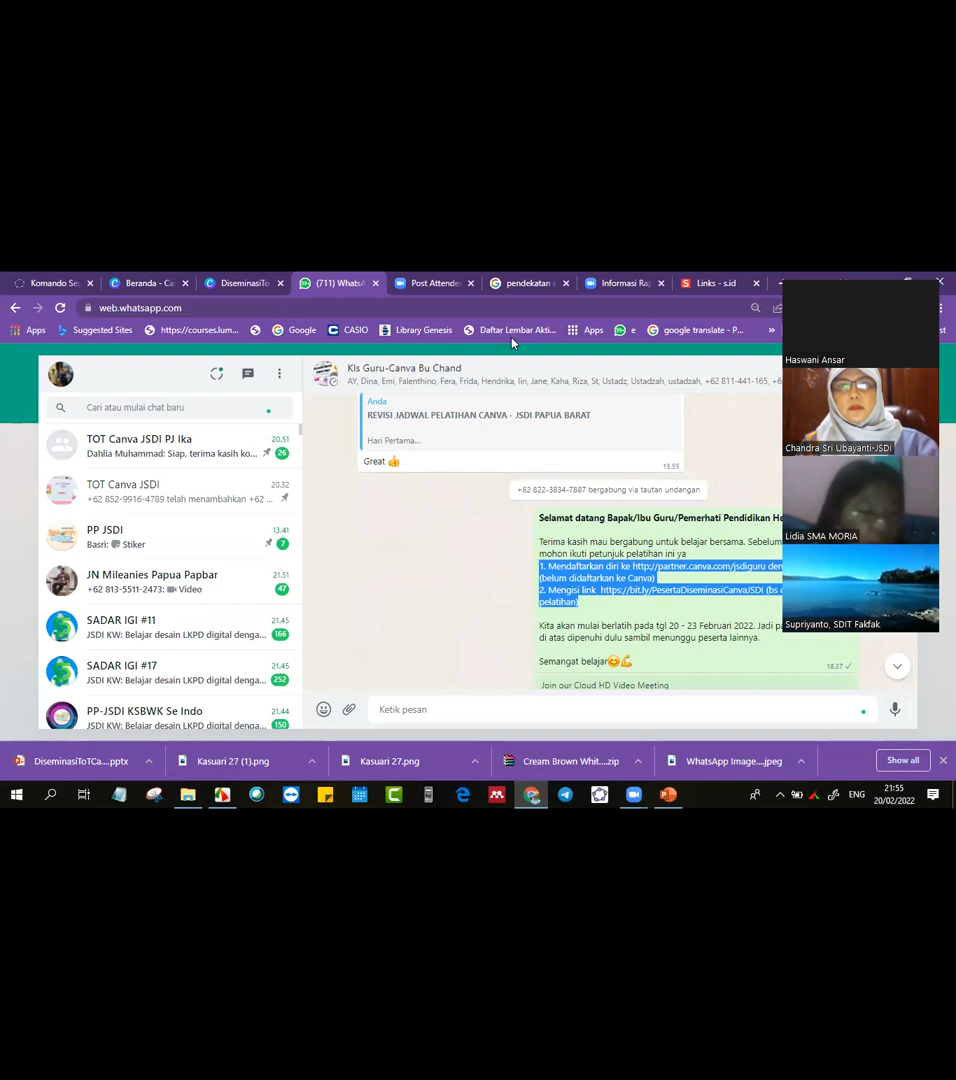 Komando Se
Beranda - Ca
DiseminasiTo
(711) WhatsA
Post Attende
pendekatan s
Informasi Rap
Links - s.id
web.whatsapp.com
Apps
Suggested Sites
https://courses.lum...
Google
CASIO
Library Genesis
Daftar Lembar Akti...
Apps
e
google translate - P...
»
st
Cari atau mulai chat baru
TOT Canva JSDI PJ Ika
20.51
Dahlia Muhammad: Siap, terima kasih ko...
26
TOT Canva JSDI
20.32
+62 852-9916-4789 telah menambahkan +62 ...
PP JSDI
13.41
Basri: Stiker
7
JN Mileanies Papua Papbar
21.51
+62 813-5511-2473: Video
44
SADAR IGI #11
21.45
JSDI KW: Belajar desain LKPD digital denga...
166
SADAR IGI #17
21.45
JSDI KW: Belajar desain LKPD digital denga...
252
PP-JSDI KSBWK Se Indo
21.44
JSDI KW: Belajar desain LKPD digital denga...
150
Kls Guru-Canva Bu Chand
AY, Dina, Emi, Falenthino, Fera, Frida, Hendrika, Iin, Jane, Kaha, Riza, St, Ustadz, Ustadzah, ustadzah, +62 811-441-165, +6
Anda
REVISI JADWAL PELATIHAN CANVA - JSDI PAPUA BARAT
Hari Pertama...
Great 👍
15.55
+62 822-3834-7887 bergabung via tautan undangan
Selamat datang Bapak/Ibu Guru/Pemerhati Pendidikan He
Terima kasih mau bergabung untuk belajar bersama. Sebelum
mohon ikuti petunjuk pelatihan ini ya
1. Mendaftarkan diri ke http://partner.canva.com/jsdiguru den
(belum didaftarkan ke Canva)
2. Mengisi link https://bit.ly/PesertaDiseminasiCanvaJSDI (bs d
pelatihan)
Kita akan mulai berlatih pada tgl 20 - 23 Februari 2022. Jadi pa
di atas dipenuhi dulu sambil menunggu peserta lainnya.
Semangat belajar😊💪
18.37
Join our Cloud HD Video Meeting
Ketik pesan
Haswani Ansar
Chandra Sri Ubayanti-JSDI
Lidia SMA MORIA
Supriyanto, SDIT Fakfak
DiseminasiToTCa....pptx
Kasuari 27 (1).png
Kasuari 27.png
Cream Brown Whit....zip
WhatsApp Image....jpeg
Show all
ENG
21:55
20/02/2022